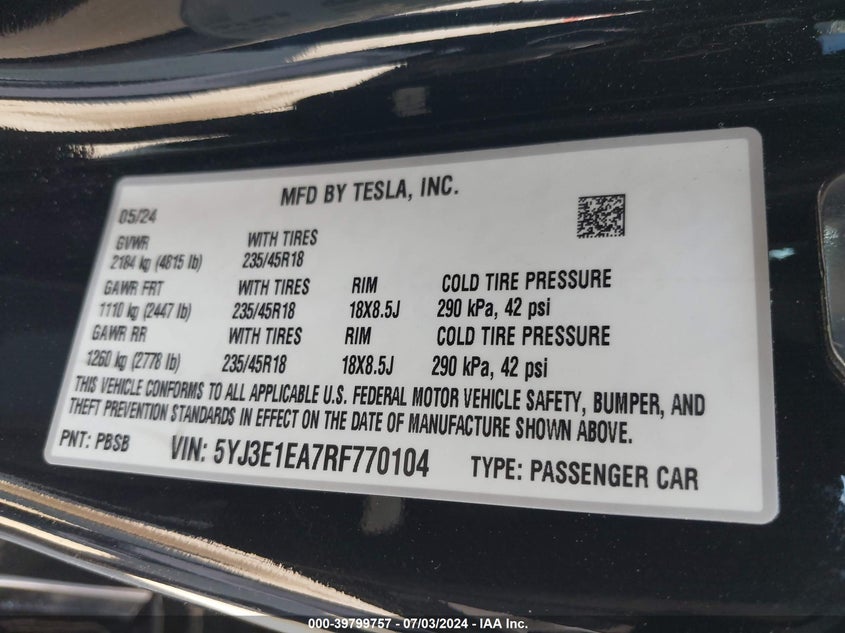 MFD BY TESLA, INC.
05/24
GVWR WITH TIRES
2184 kg (4815 lb) 235/45R18
GAWR FRT WITH TIRES RIM COLD TIRE PRESSURE
1110 kg (2447 lb) 235/45R18 18X8.5J 290 kPa, 42 psi
GAWR RR WITH TIRES RIM COLD TIRE PRESSURE
1260 kg (2778 lb) 235/45R18 18X8.5J 290 kPa, 42 psi
THIS VEHICLE CONFORMS TO ALL APPLICABLE U.S. FEDERAL MOTOR VEHICLE SAFETY, BUMPER, AND
THEFT PREVENTION STANDARDS IN EFFECT ON THE DATE OF MANUFACTURE SHOWN ABOVE.
PNT: PBSB VIN: 5YJ3E1EA7RF770104 TYPE: PASSENGER CAR
000-39799757 - 07/03/2024 - IAA Inc.